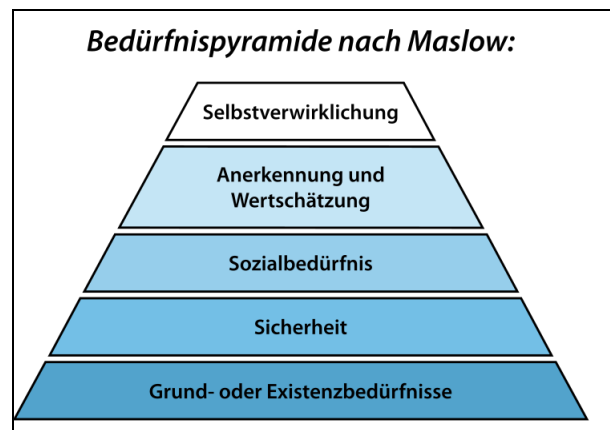 Bedürfnispyramide nach Maslow:
Selbstverwirklichung
Anerkennung und
Wertschätzung
Sozialbedürfnis
Sicherheit
Grund- oder Existenzbedürfnisse